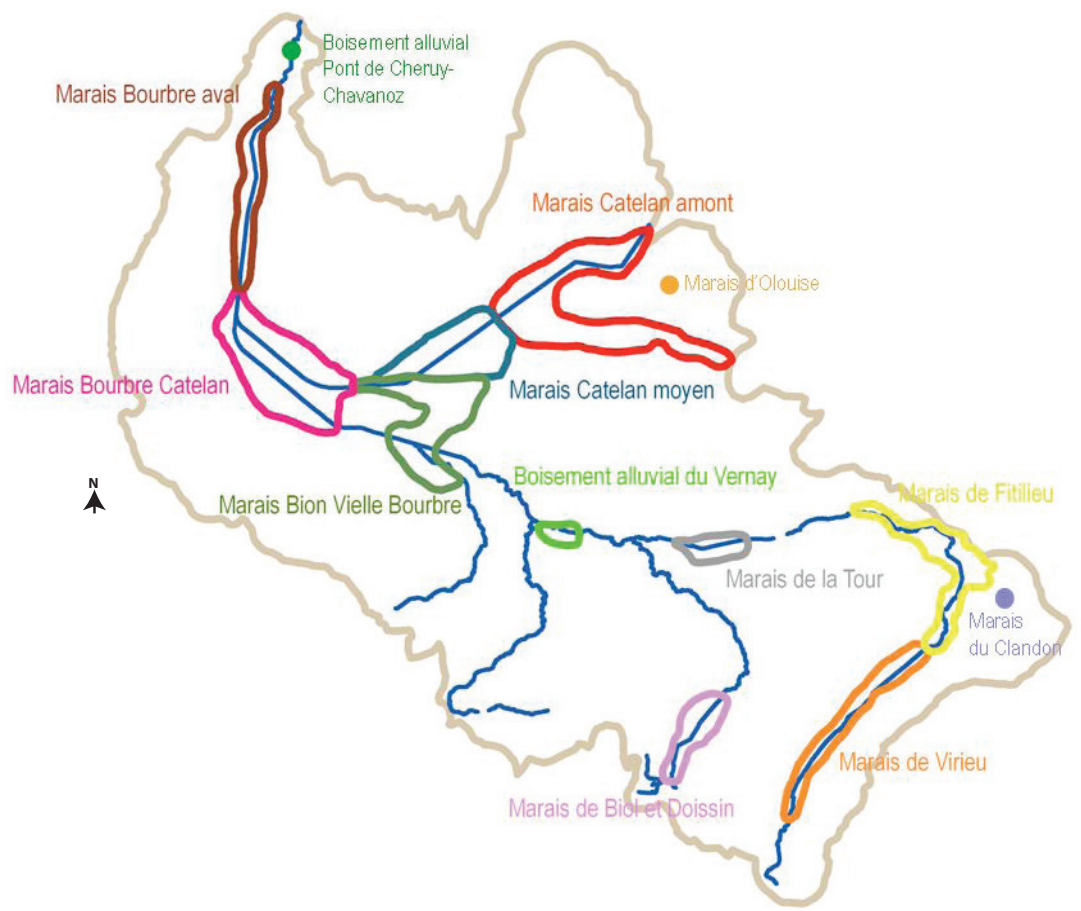 Boisement alluvial
Pont de Cheruy-
Chavanoz
Marais Bourbre aval
Marais Catelan amont
Marais d'Olouise
Marais Bourbre Catelan
Marais Catelan moyen
N
Marais Bion Vielle Bourbre
Boisement alluvial du Vernay
Marais de Fitilieu
Marais de la Tour
Marais
du Clandon
Marais de Virieu
Marais de Biol et Doissin